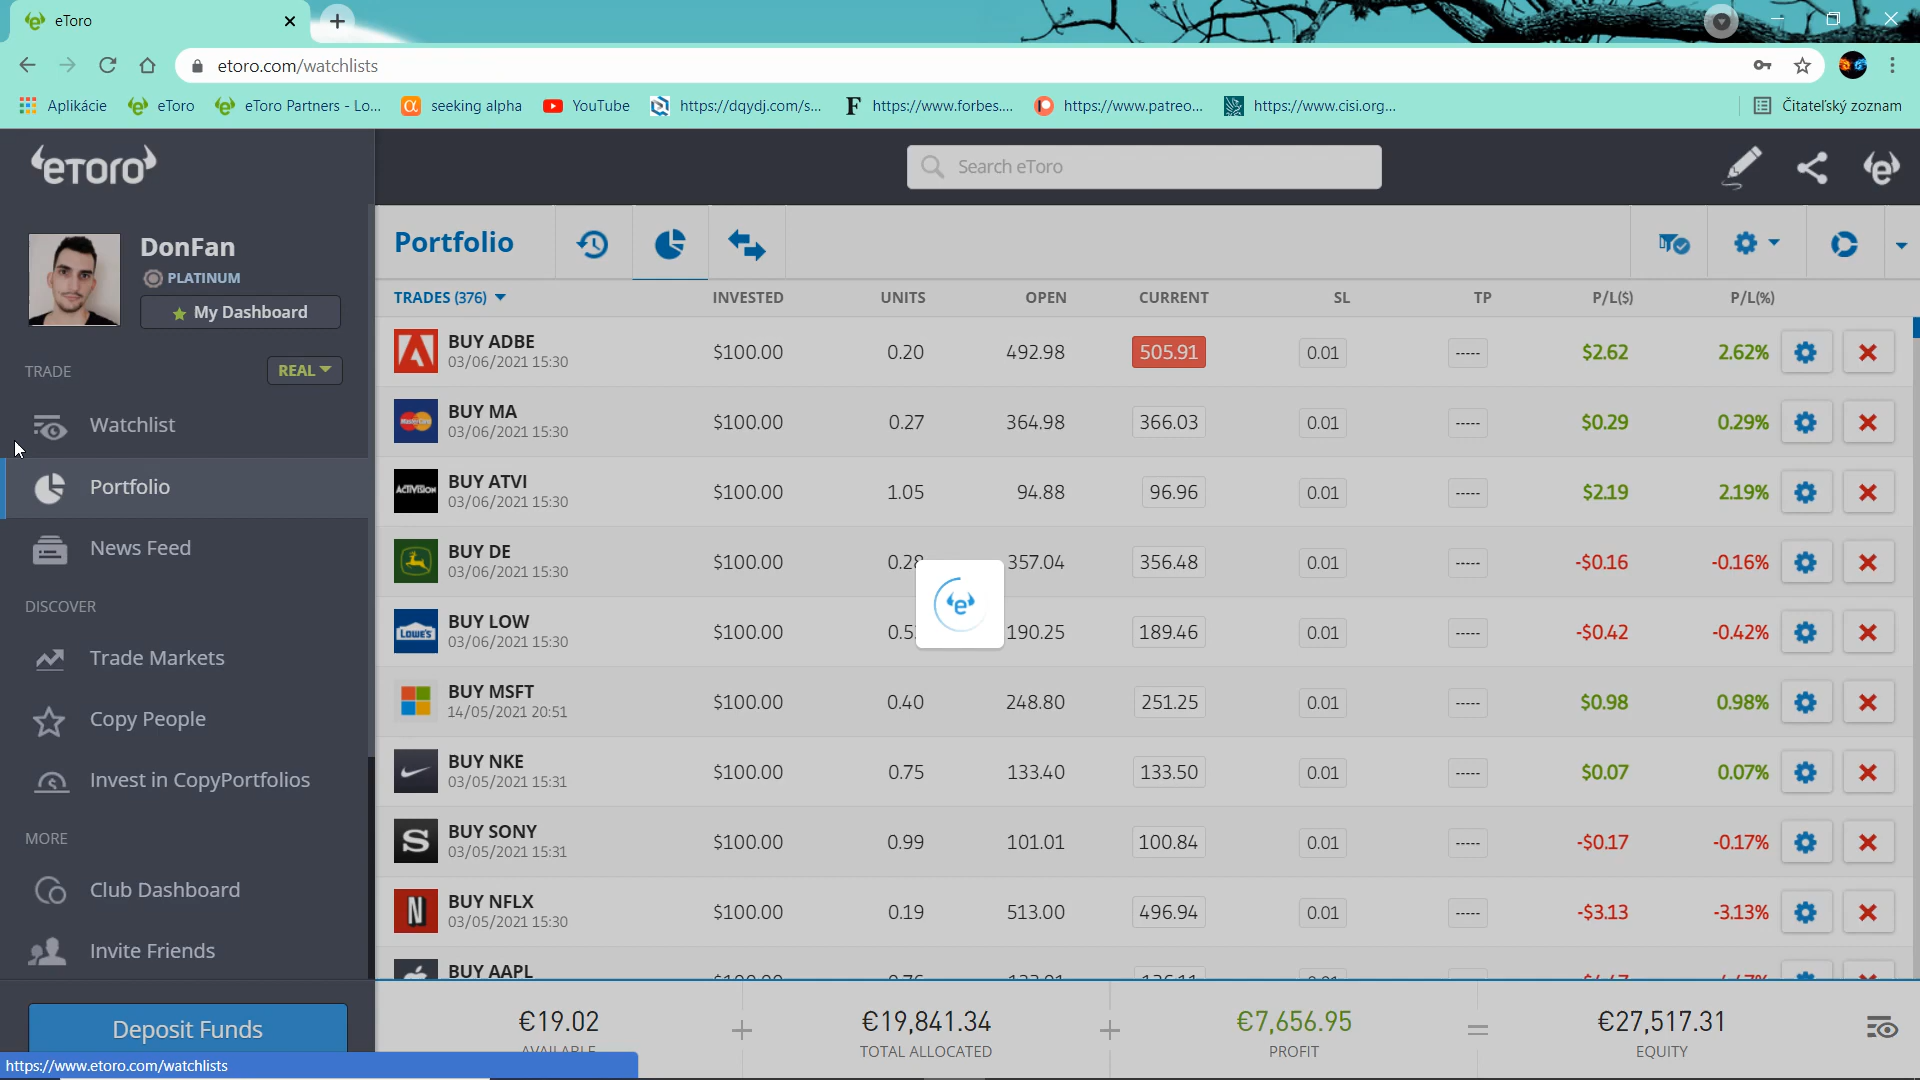 eToro
etoro.com/watchlists
Aplikácie
eToro
eToro Partners - Lo...
seeking alpha
YouTube
https://dqydj.com/s...
https://www.forbes....
https://www.patreo...
https://www.cisi.org...
Čitateľský zoznam
eToro
Search eToro
DonFan
PLATINUM
My Dashboard
TRADE
REAL
Watchlist
Portfolio
News Feed
DISCOVER
Trade Markets
Copy People
Invest in CopyPortfolios
MORE
Club Dashboard
Invite Friends
Deposit Funds
https://www.etoro.com/watchlists
Portfolio
TRADES (376) INVESTED UNITS OPEN CURRENT SL TP P/L($) P/L(%)
BUY ADBE
03/06/2021 15:30
$100.00 0.20 492.98 505.91 0.01 ----- $2.62 2.62%
MasterCard
BUY MA
03/06/2021 15:30
$100.00 0.27 364.98 366.03 0.01 ----- $0.29 0.29%
ACTIVISION
BUY ATVI
03/06/2021 15:30
$100.00 1.05 94.88 96.96 0.01 ----- $2.19 2.19%
BUY DE
03/06/2021 15:30
$100.00 0.28 357.04 356.48 0.01 ----- -$0.16 -0.16%
LOWE'S
BUY LOW
03/06/2021 15:30
$100.00 0.5 190.25 189.46 0.01 ----- -$0.42 -0.42%
BUY MSFT
14/05/2021 20:51
$100.00 0.40 248.80 251.25 0.01 ----- $0.98 0.98%
BUY NKE
03/05/2021 15:31
$100.00 0.75 133.40 133.50 0.01 ----- $0.07 0.07%
S
BUY SONY
03/05/2021 15:31
$100.00 0.99 101.01 100.84 0.01 ----- -$0.17 -0.17%
N
BUY NFLX
03/05/2021 15:30
$100.00 0.19 513.00 496.94 0.01 ----- -$3.13 -3.13%
BUY AAPL
€19.02 + €19,841.34 + €7,656.95 = €27,517.31
AVAILABLE TOTAL ALLOCATED PROFIT EQUITY